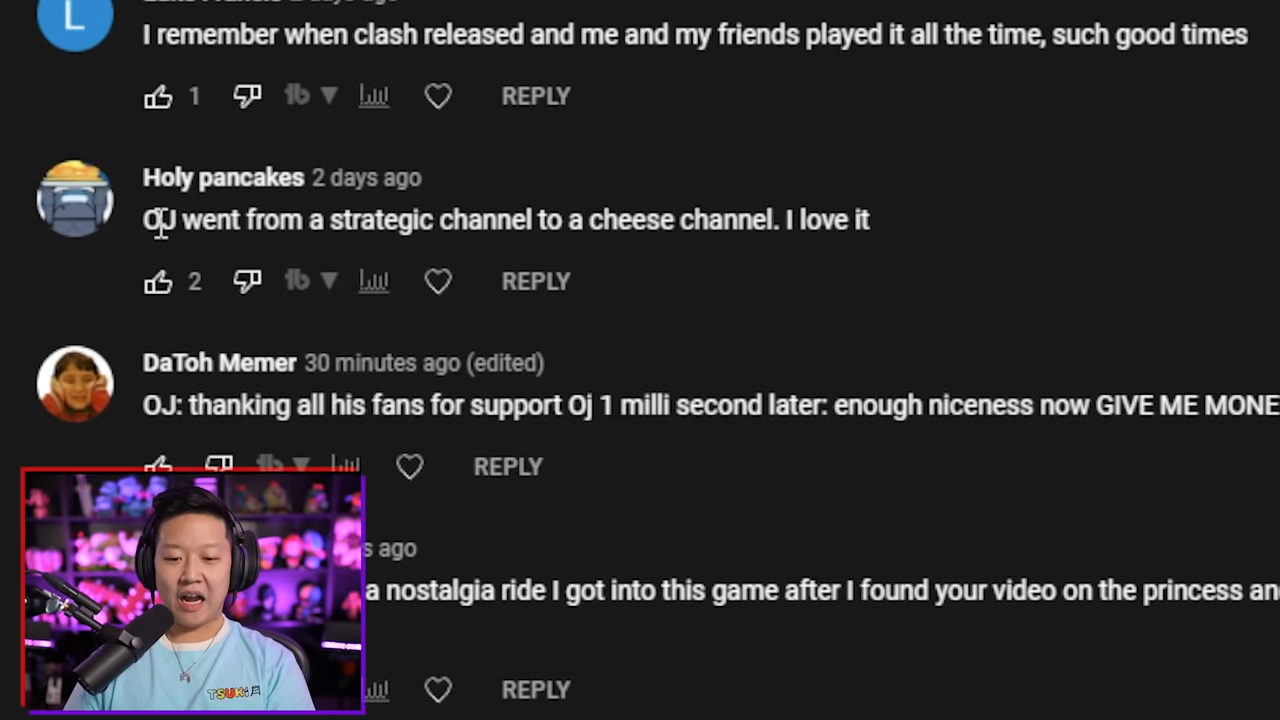 L
I remember when clash released and me and my friends played it all the time, such good times
1 REPLY
Holy pancakes 2 days ago
OJ went from a strategic channel to a cheese channel. I love it
2 REPLY
DaToh Memer 30 minutes ago (edited)
OJ: thanking all his fans for support Oj 1 milli second later: enough niceness now GIVE ME MONE
REPLY
s ago
a nostalgia ride I got into this game after I found your video on the princess an
REPLY
TSUKI